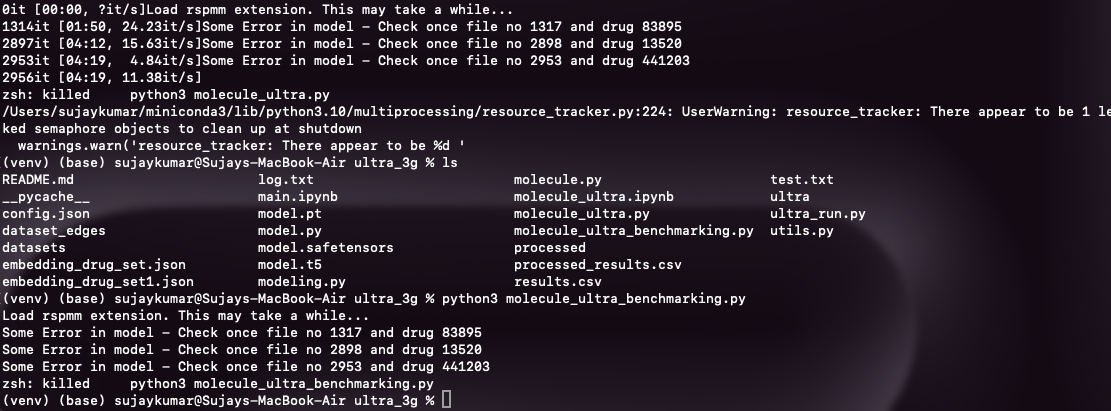 0it [00:00, ?it/s]Load rspmm extension. This may take a while...
1314it [01:50, 24.23it/s]Some Error in model – Check once file no 1317 and drug 83895
2897it [04:12, 15.63it/s]Some Error in model – Check once file no 2898 and drug 13520
2953it [04:19,  4.84it/s]Some Error in model – Check once file no 2953 and drug 441203
2956it [04:19, 11.38it/s]
zsh: killed     python3 molecule_ultra.py
/Users/sujaykumar/miniconda3/lib/python3.10/multiprocessing/resource_tracker.py:224: UserWarning: resource_tracker: There appear to be 1 le
ked semaphore objects to clean up at shutdown
  warnings.warn('resource_tracker: There appear to be %d '
(venv) (base) sujaykumar@Sujays-MacBook-Air ultra_3g % ls
README.md log.txt molecule.py test.txt
__pycache__ main.ipynb molecule_ultra.ipynb ultra
config.json model.pt molecule_ultra.py ultra_run.py
dataset_edges model.py molecule_ultra_benchmarking.py utils.py
datasets model.safetensors processed
embedding_drug_set.json model.t5 processed_results.csv
embedding_drug_set1.json modeling.py results.csv
(venv) (base) sujaykumar@Sujays-MacBook-Air ultra_3g % python3 molecule_ultra_benchmarking.py
Load rspmm extension. This may take a while...
Some Error in model – Check once file no 1317 and drug 83895
Some Error in model – Check once file no 2898 and drug 13520
Some Error in model – Check once file no 2953 and drug 441203
zsh: killed     python3 molecule_ultra_benchmarking.py
(venv) (base) sujaykumar@Sujays-MacBook-Air ultra_3g %